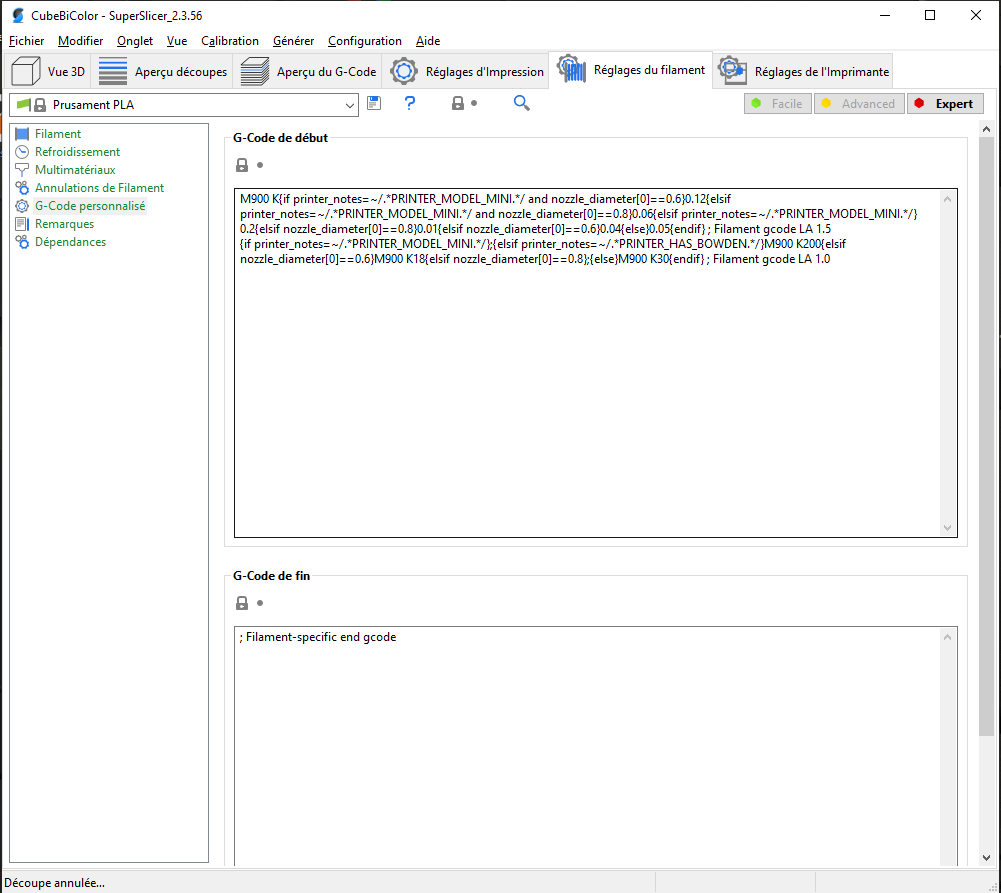 CubeBiColor - SuperSlicer_2.3.56
Fichier Modifier Onglet Vue Calibration Générer Configuration Aide
Vue 3D Aperçu découpes Aperçu du G-Code Réglages d'Impression Réglages du filament Réglages de l'Imprimante
Prusament PLA ? Facile Advanced Expert
Filament
Refroidissement
Multimatériaux
Annulations de Filament
G-Code personnalisé
Remarques
Dépendances
G-Code de début
M900 K{if printer_notes=~/.*PRINTER_MODEL_MINI.*/ and nozzle_diameter[0]==0.6}0.12{elsif
printer_notes=~/.*PRINTER_MODEL_MINI.*/ and nozzle_diameter[0]==0.8}0.06{elsif printer_notes=~/.*PRINTER_MODEL_MINI.*/}
0.2{elsif nozzle_diameter[0]==0.8}0.01{elsif nozzle_diameter[0]==0.6}0.04{else}0.05{endif} ; Filament gcode LA 1.5
{if printer_notes=~/.*PRINTER_MODEL_MINI.*/};{elsif printer_notes=~/.*PRINTER_HAS_BOWDEN.*/}M900 K200{elsif
nozzle_diameter[0]==0.6}M900 K18{elsif nozzle_diameter[0]==0.8};{else}M900 K30{endif} ; Filament gcode LA 1.0
G-Code de fin
; Filament-specific end gcode
Découpe annulée...